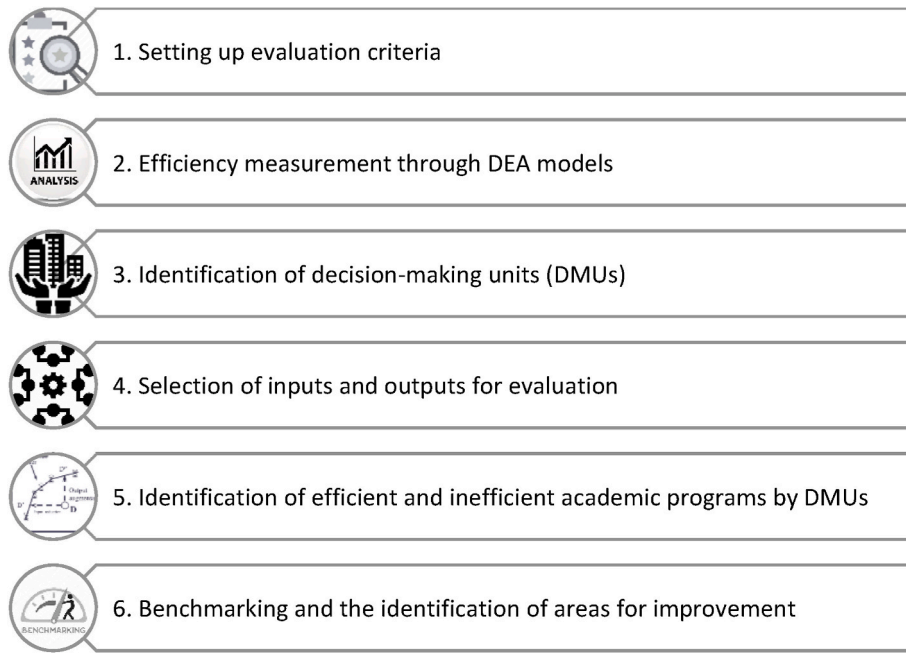 1. Setting up evaluation criteria
ANALYSIS
2. Efficiency measurement through DEA models
3. Identification of decision-making units (DMUs)
4. Selection of inputs and outputs for evaluation
D"
Output
D'
D
5. Identification of efficient and inefficient academic programs by DMUs
BENCHMARKING
6. Benchmarking and the identification of areas for improvement